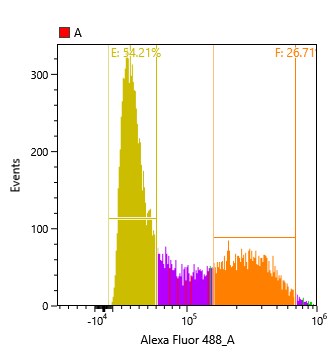 A
E: 54.21%
F: 26.71
300
200
100
0
Events
-10⁴
10⁵
10⁶
Alexa Fluor 488_A